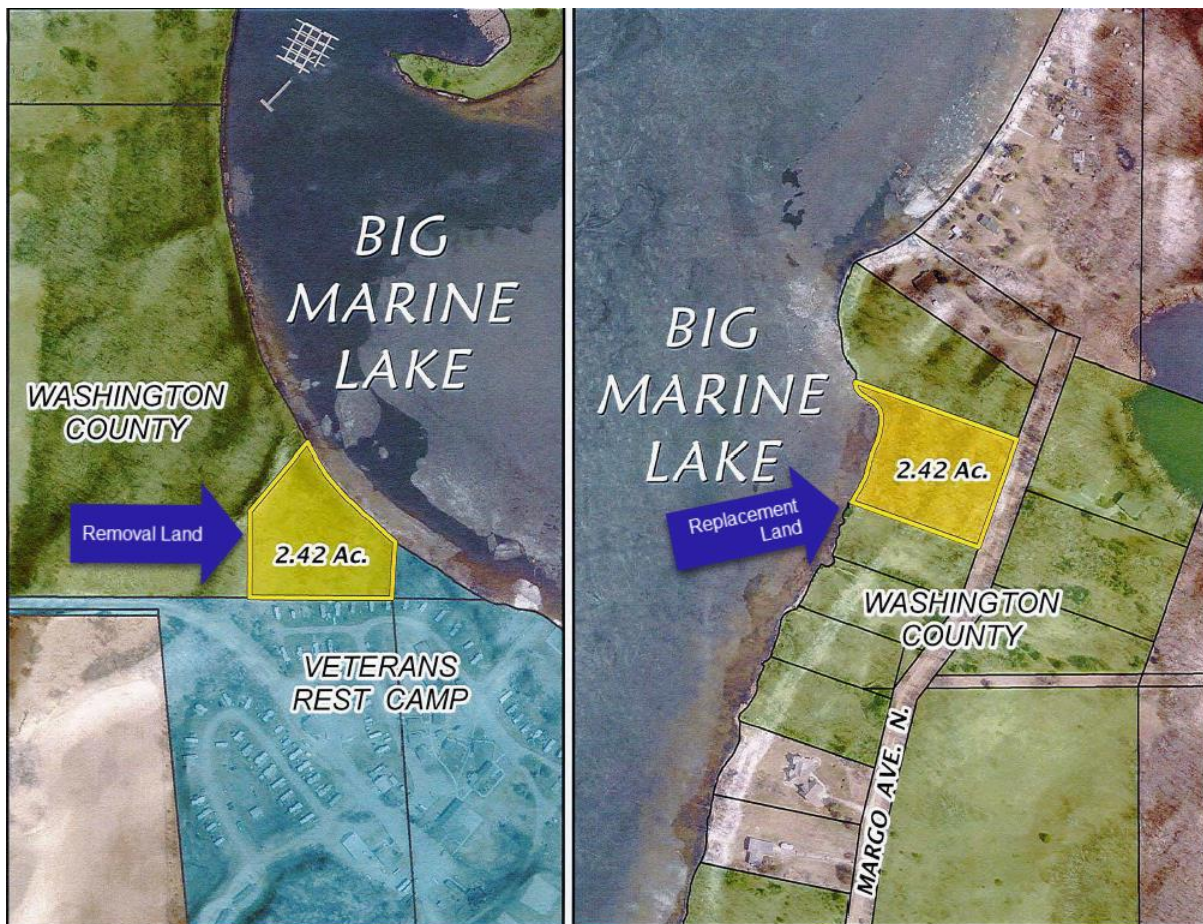 BIG
MARINE
LAKE
WASHINGTON
COUNTY
Removal Land
2.42 Ac.
VETERANS
REST CAMP
BIG
MARINE
LAKE
2.42 Ac.
Replacement
Land
WASHINGTON
COUNTY
MARGO AVE. N.